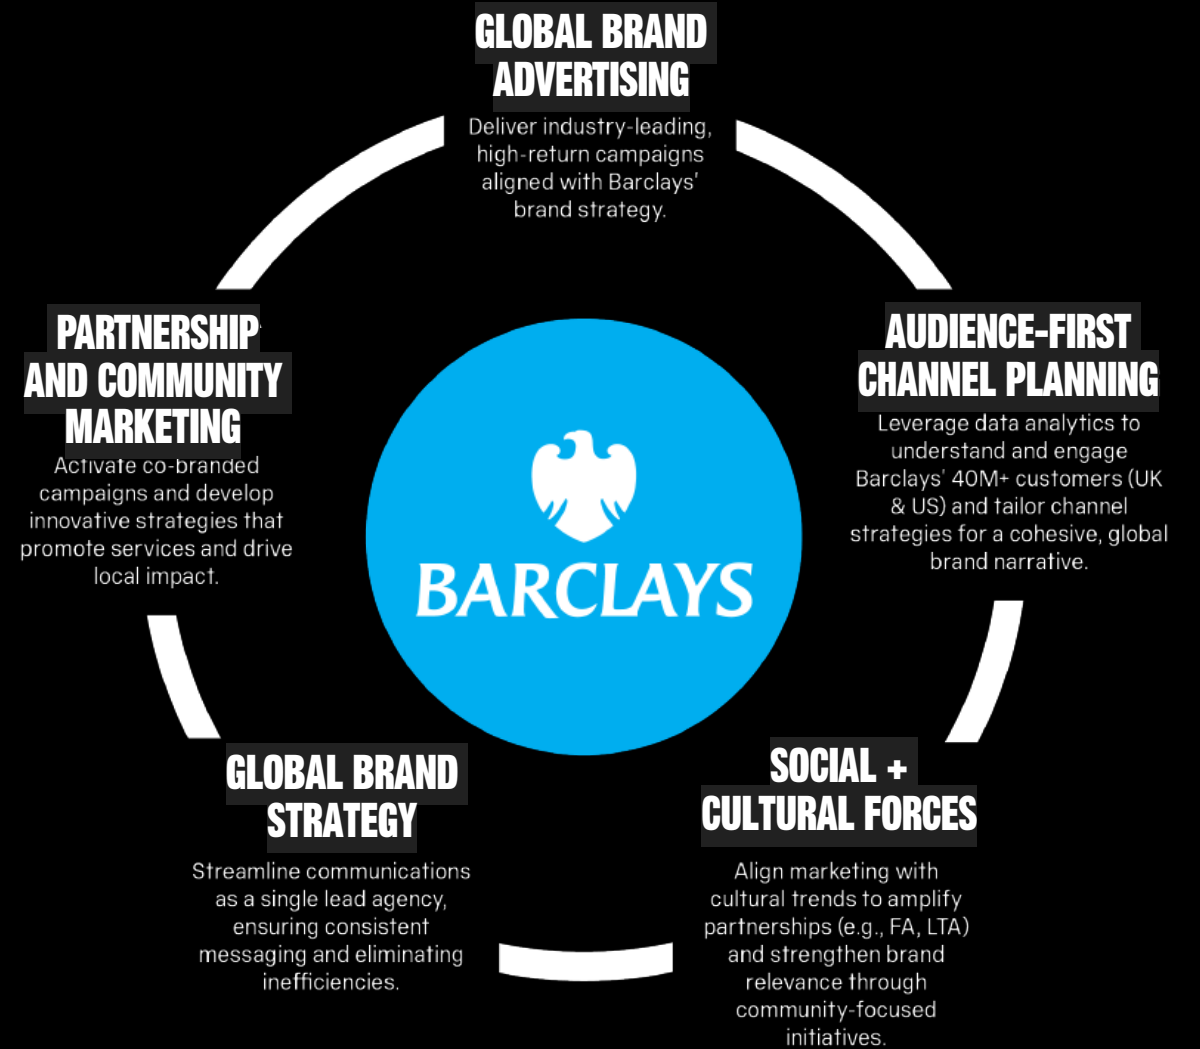 GLOBAL BRAND
ADVERTISING
Deliver industry-leading,
high-return campaigns
aligned with Barclays'
brand strategy.
PARTNERSHIP
AND COMMUNITY
MARKETING
Activate co-branded
campaigns and develop
innovative strategies that
promote services and drive
local impact.
AUDIENCE-FIRST
CHANNEL PLANNING
Leverage data analytics to
understand and engage
Barclays' 40M+ customers (UK
& US) and tailor channel
strategies for a cohesive, global
brand narrative.
BARCLAYS
GLOBAL BRAND
STRATEGY
Streamline communications
as a single lead agency,
ensuring consistent
messaging and eliminating
inefficiencies.
SOCIAL +
CULTURAL FORCES
Align marketing with
cultural trends to amplify
partnerships (e.g., FA, LTA)
and strengthen brand
relevance through
community-focused
initiatives.